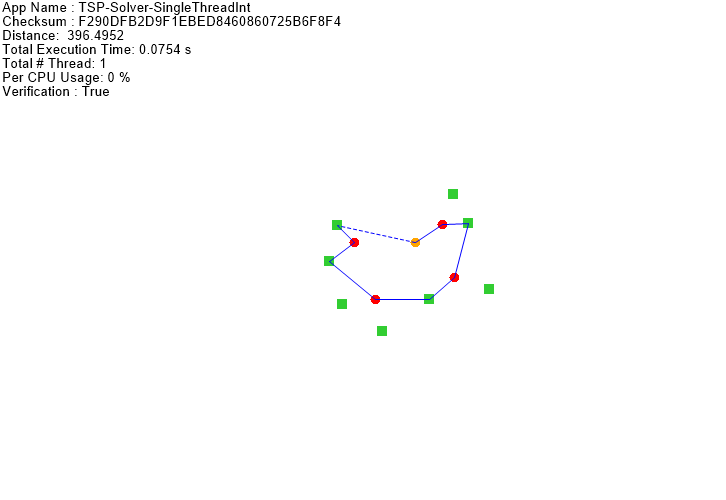 App Name : TSP-Solver-SingleThreadInt
Checksum : F290DFB2D9F1EBED8460860725B6F8F4
Distance:  396.4952
Total Execution Time: 0.0754 s
Total # Thread: 1
Per CPU Usage: 0 %
Verification : True